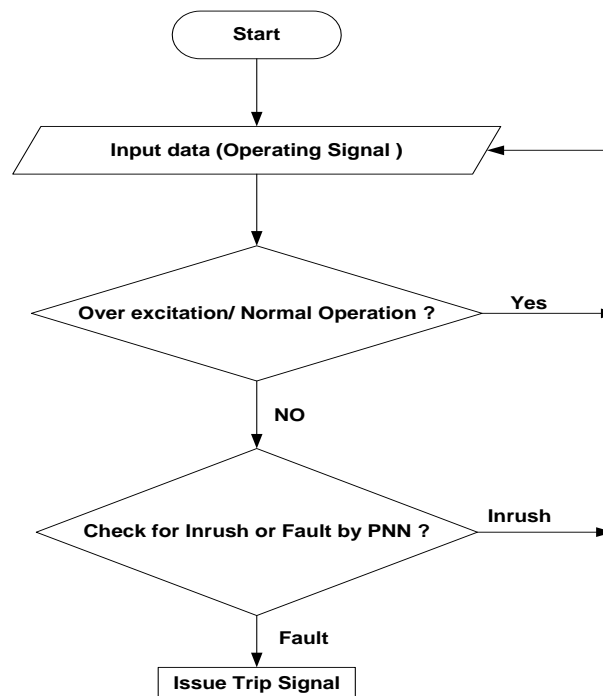 Start
Input data (Operating Signal )
Over excitation/ Normal Operation ?
Yes
NO
Check for Inrush or Fault by PNN ?
Inrush
Fault
Issue Trip Signal